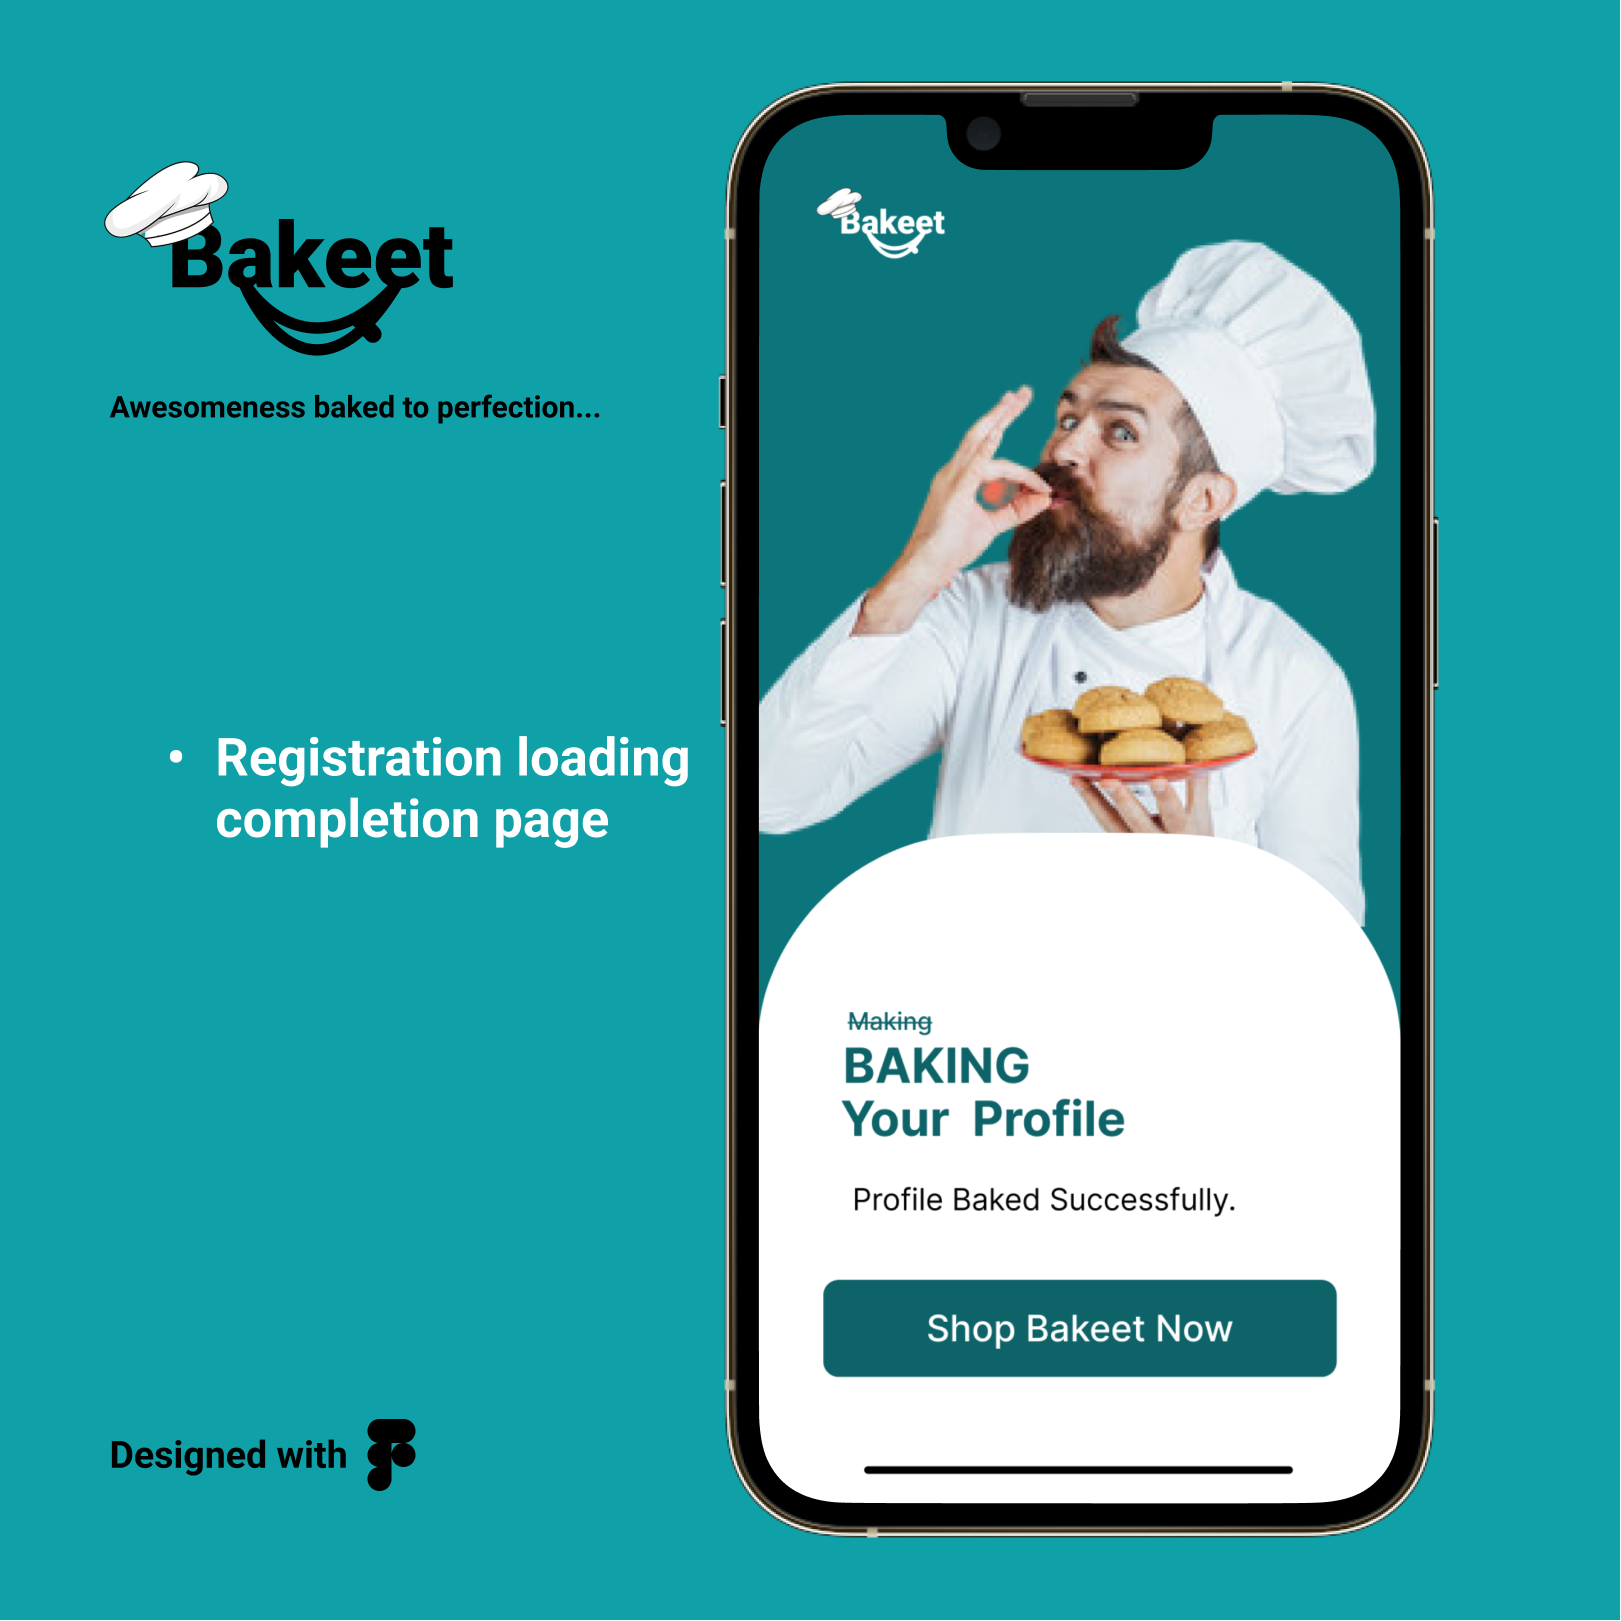 Bakeet
Awesomeness baked to perfection...
• Registration loading
completion page
Designed with
Bakeet
Making
BAKING
Your Profile
Profile Baked Successfully.
Shop Bakeet Now